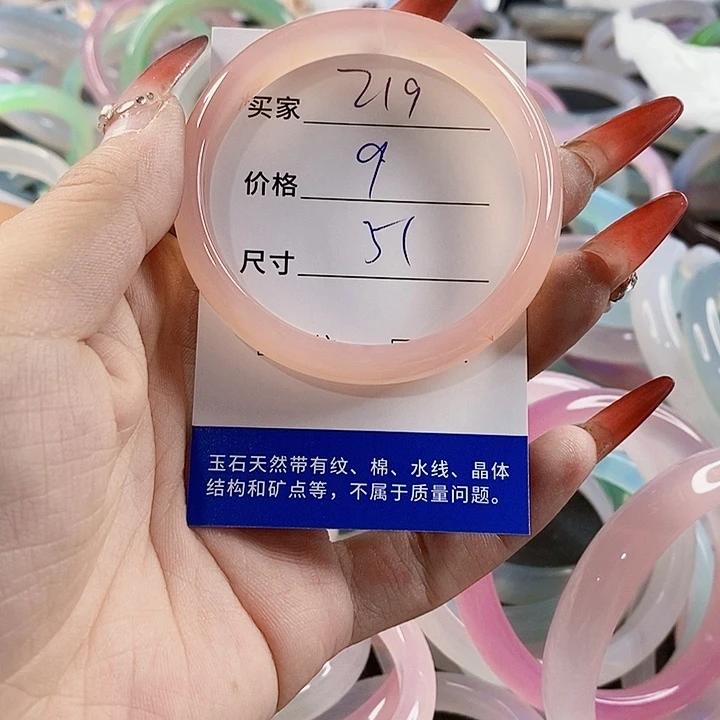 买家 219
价格 9
尺寸 51
玉石天然带有纹、棉、水线、晶体
结构和矿点等，不属于质量问题。